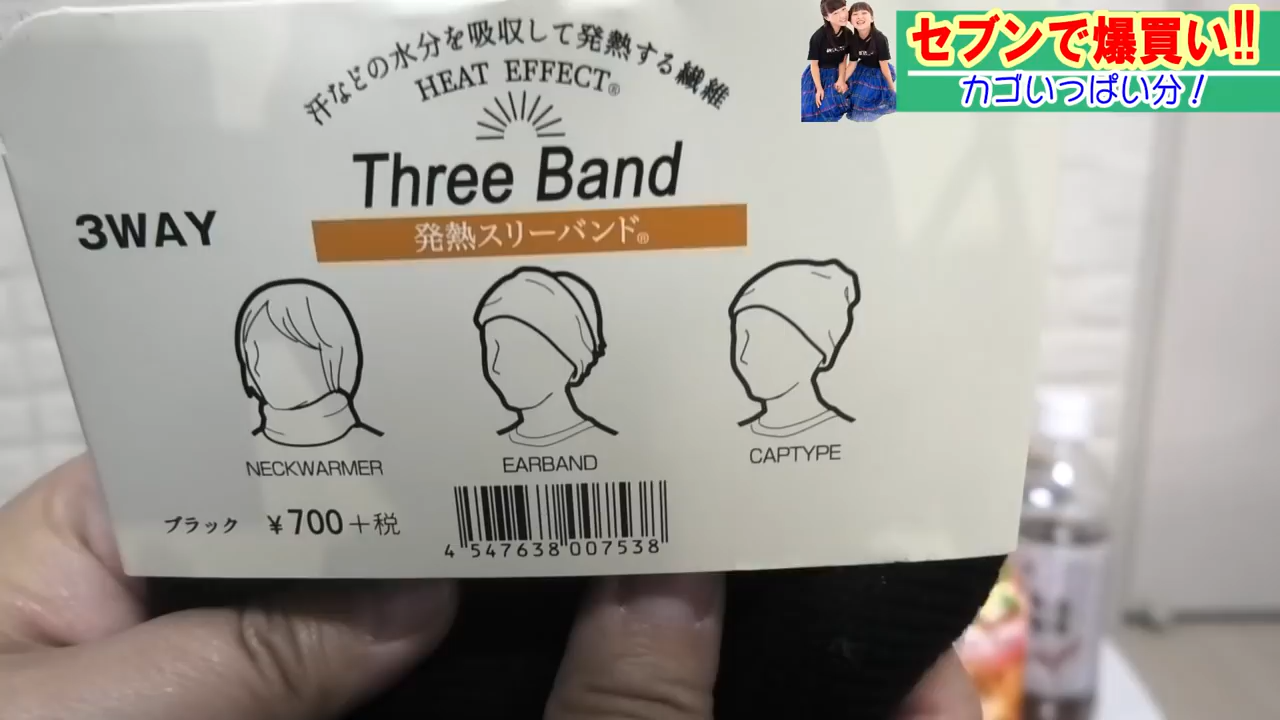 セブンで爆買い!!
カゴいっぱい分!
汗などの水分を吸収して発熱する繊維
HEAT EFFECT®
Three Band
3WAY
発熱スリーバンド®
NECKWARMER
EARBAND
CAPTYPE
ブラック ¥700+税
4 547638 007538